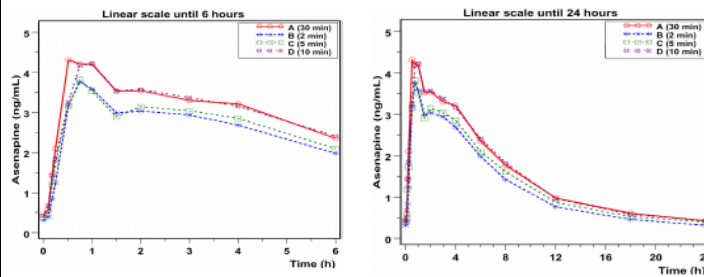 Linear scale until 6 hours
A (30 min)
B (2 min)
C (5 min)
D (10 min)
Asenapine (ng/mL)
5
4
3
2
1
0
0 1 2 3 4 5 6
Time (h)
Linear scale until 24 hours
A (30 min)
B (2 min)
C (5 min)
D (10 min)
Asenapine (ng/mL)
5
4
3
2
1
0
0 4 8 12 16 20
Time (h)